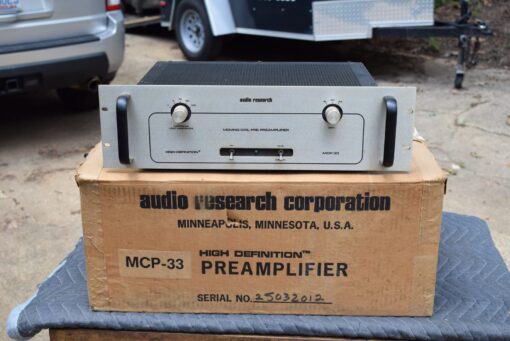 audio research
MOVING COIL PRE-PREAMPLIFIER
HIGH DEFINITION
MCP-33
audio research corporation
MINNEAPOLIS, MINNESOTA, U.S.A.
HIGH DEFINITION™
MCP-33 PREAMPLIFIER
SERIAL NO. 25032012